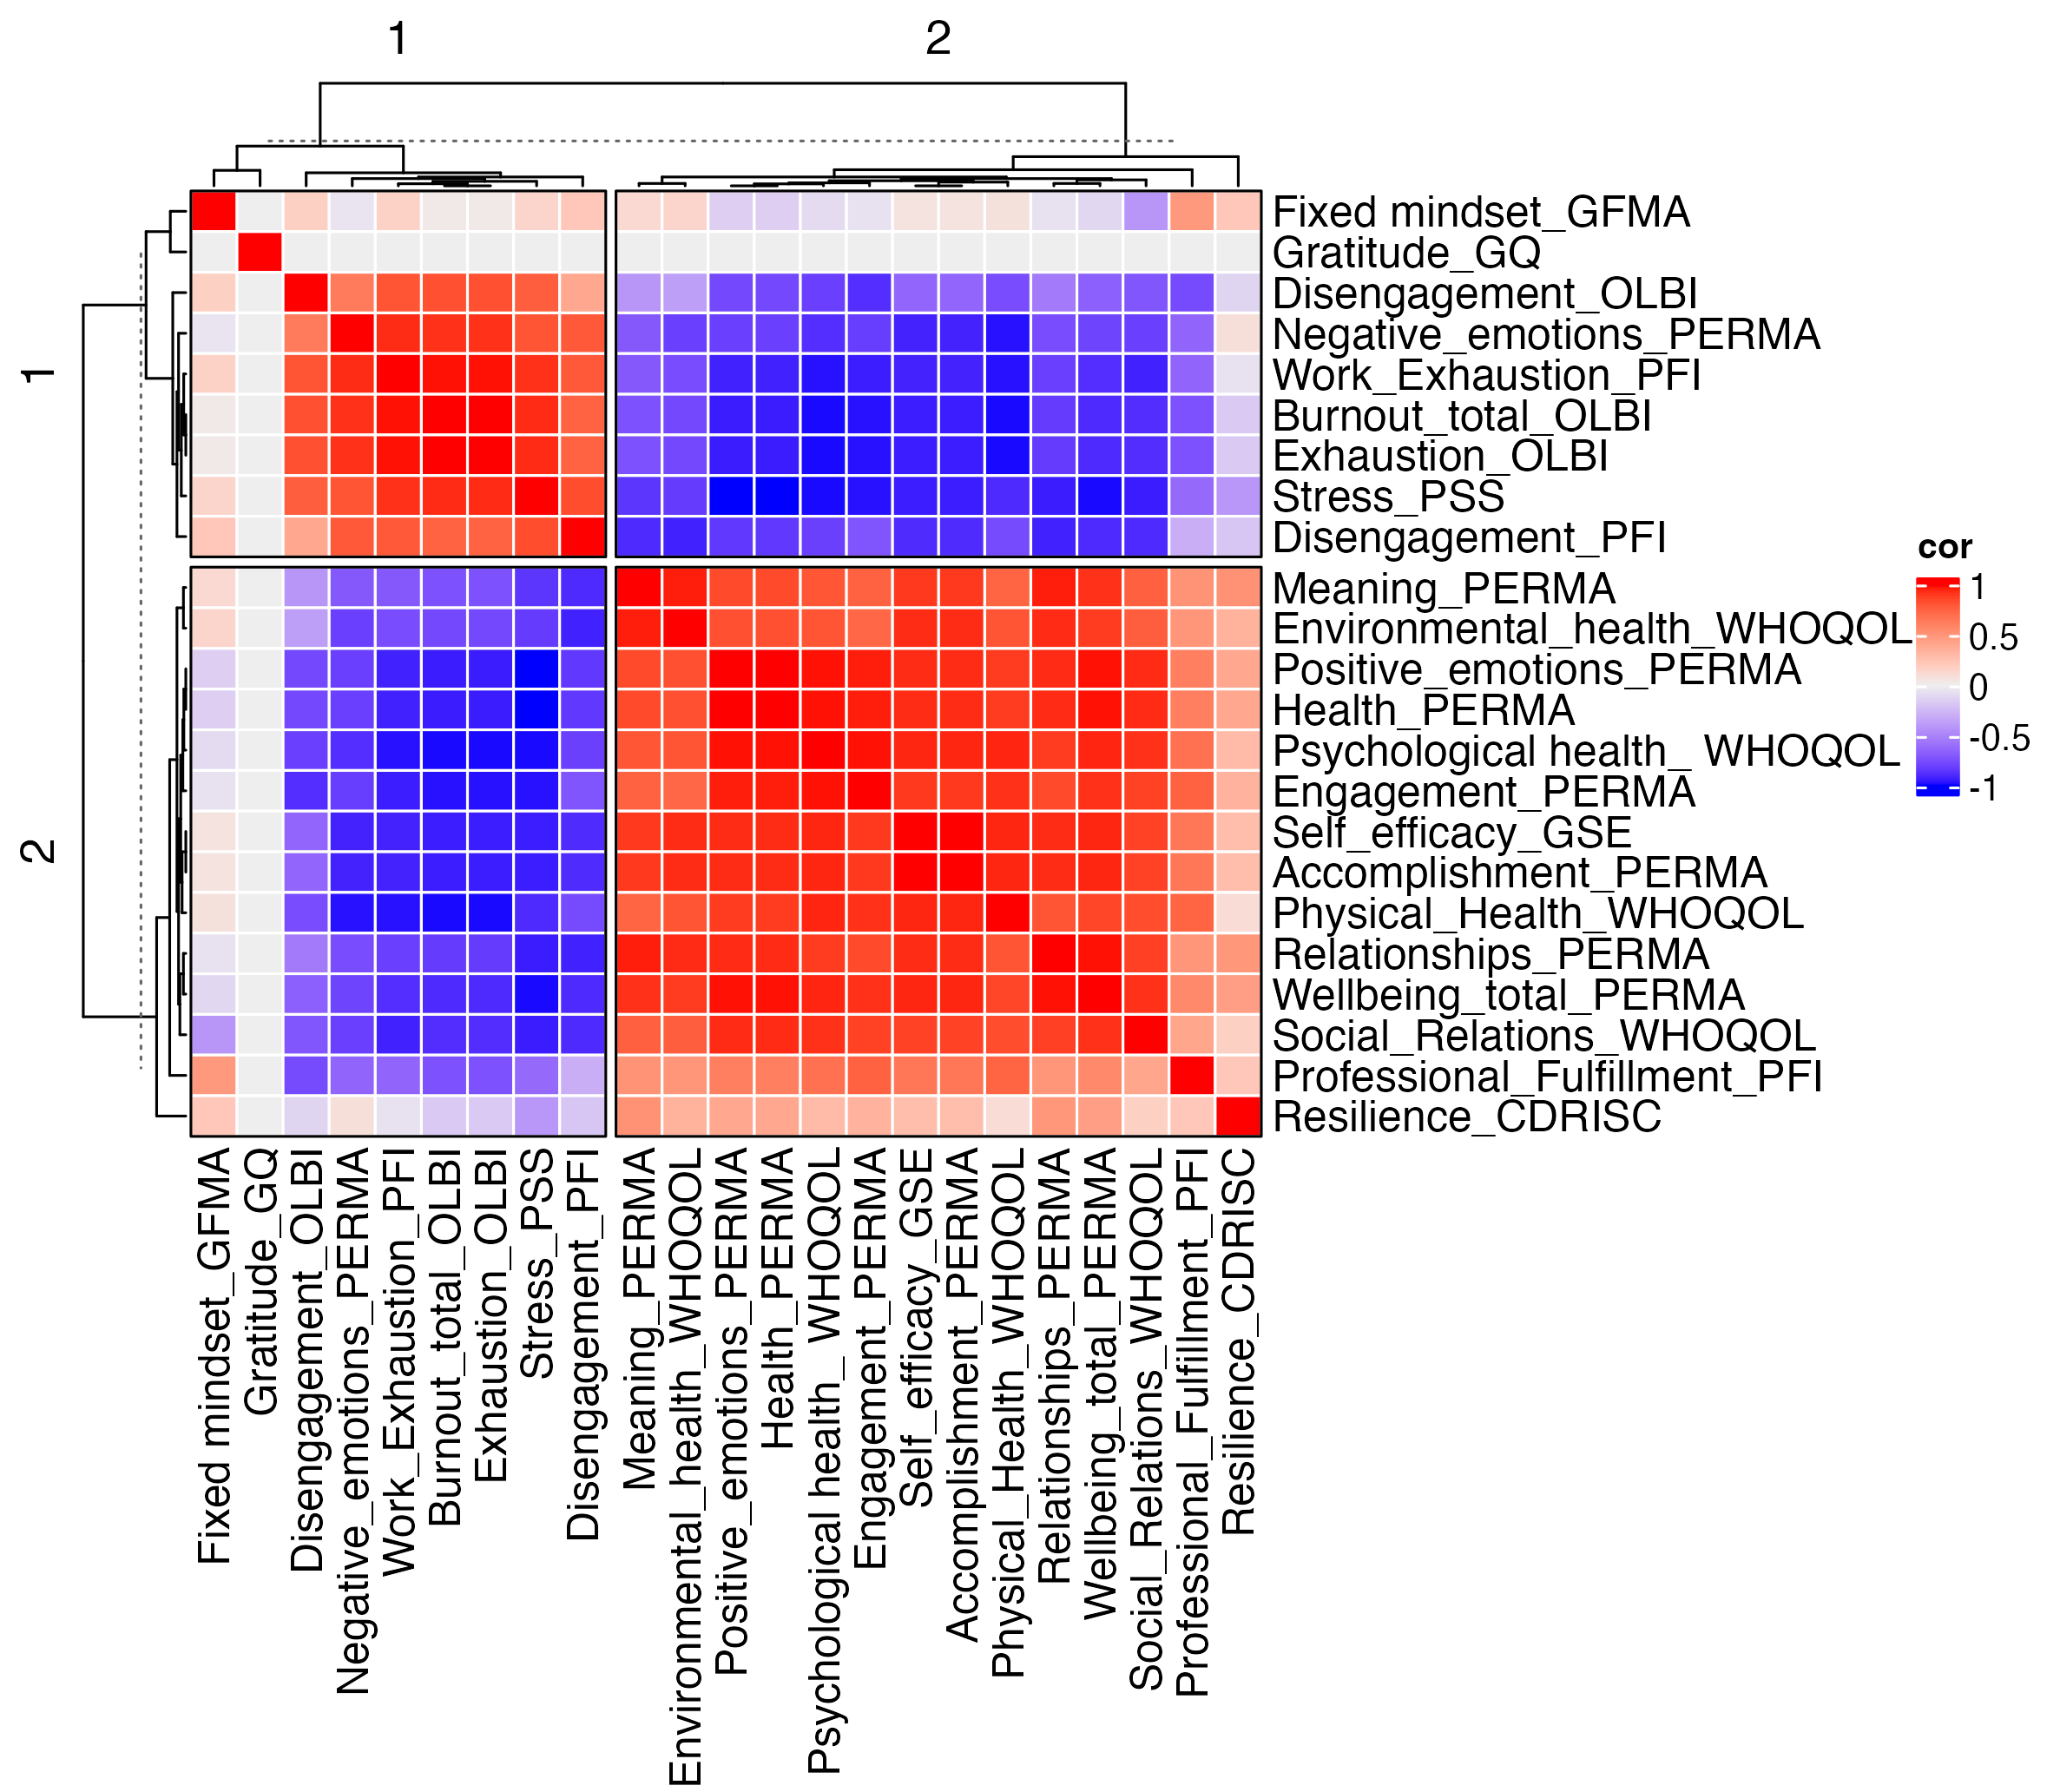 1
2
1
2
Fixed mindset_GFMA
Gratitude_GQ
Disengagement_OLBI
Negative_emotions_PERMA
Work_Exhaustion_PFI
Burnout_total_OLBI
Exhaustion_OLBI
Stress_PSS
Disengagement_PFI
Meaning_PERMA
Environmental_health_WHOQOL
Positive_emotions_PERMA
Health_PERMA
Psychological health_ WHOQOL
Engagement_PERMA
Self_efficacy_GSE
Accomplishment_PERMA
Physical_Health_WHOQOL
Relationships_PERMA
Wellbeing_total_PERMA
Social_Relations_WHOQOL
Professional_Fulfillment_PFI
Resilience_CDRISC
cor
1
0.5
0
-0.5
-1
Fixed mindset_GFMA
Gratitude_GQ
Disengagement_OLBI
Negative_emotions_PERMA
Work_Exhaustion_PFI
Burnout_total_OLBI
Exhaustion_OLBI
Stress_PSS
Disengagement_PFI
Meaning_PERMA
Environmental_health_WHOQOL
Positive_emotions_PERMA
Health_PERMA
Psychological health_ WHOQOL
Engagement_PERMA
Self_efficacy_GSE
Accomplishment_PERMA
Physical_Health_WHOQOL
Relationships_PERMA
Wellbeing_total_PERMA
Social_Relations_WHOQOL
Professional_Fulfillment_PFI
Resilience_CDRISC